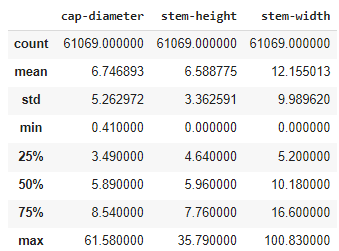 cap-diameter stem-height stem-width
count 61069.000000 61069.000000 61069.000000
mean 6.746893 6.588775 12.155013
std 5.262972 3.362591 9.989620
min 0.410000 0.000000 0.000000
25% 3.490000 4.640000 5.200000
50% 5.890000 5.960000 10.180000
75% 8.540000 7.760000 16.600000
max 61.580000 35.790000 100.830000